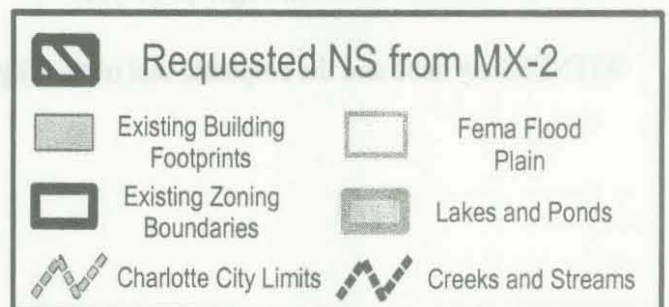 Requested NS from MX-2
Existing Building
Footprints
Fema Flood
Plain
Existing Zoning
Boundaries
Lakes and Ponds
Charlotte City Limits
Creeks and Streams